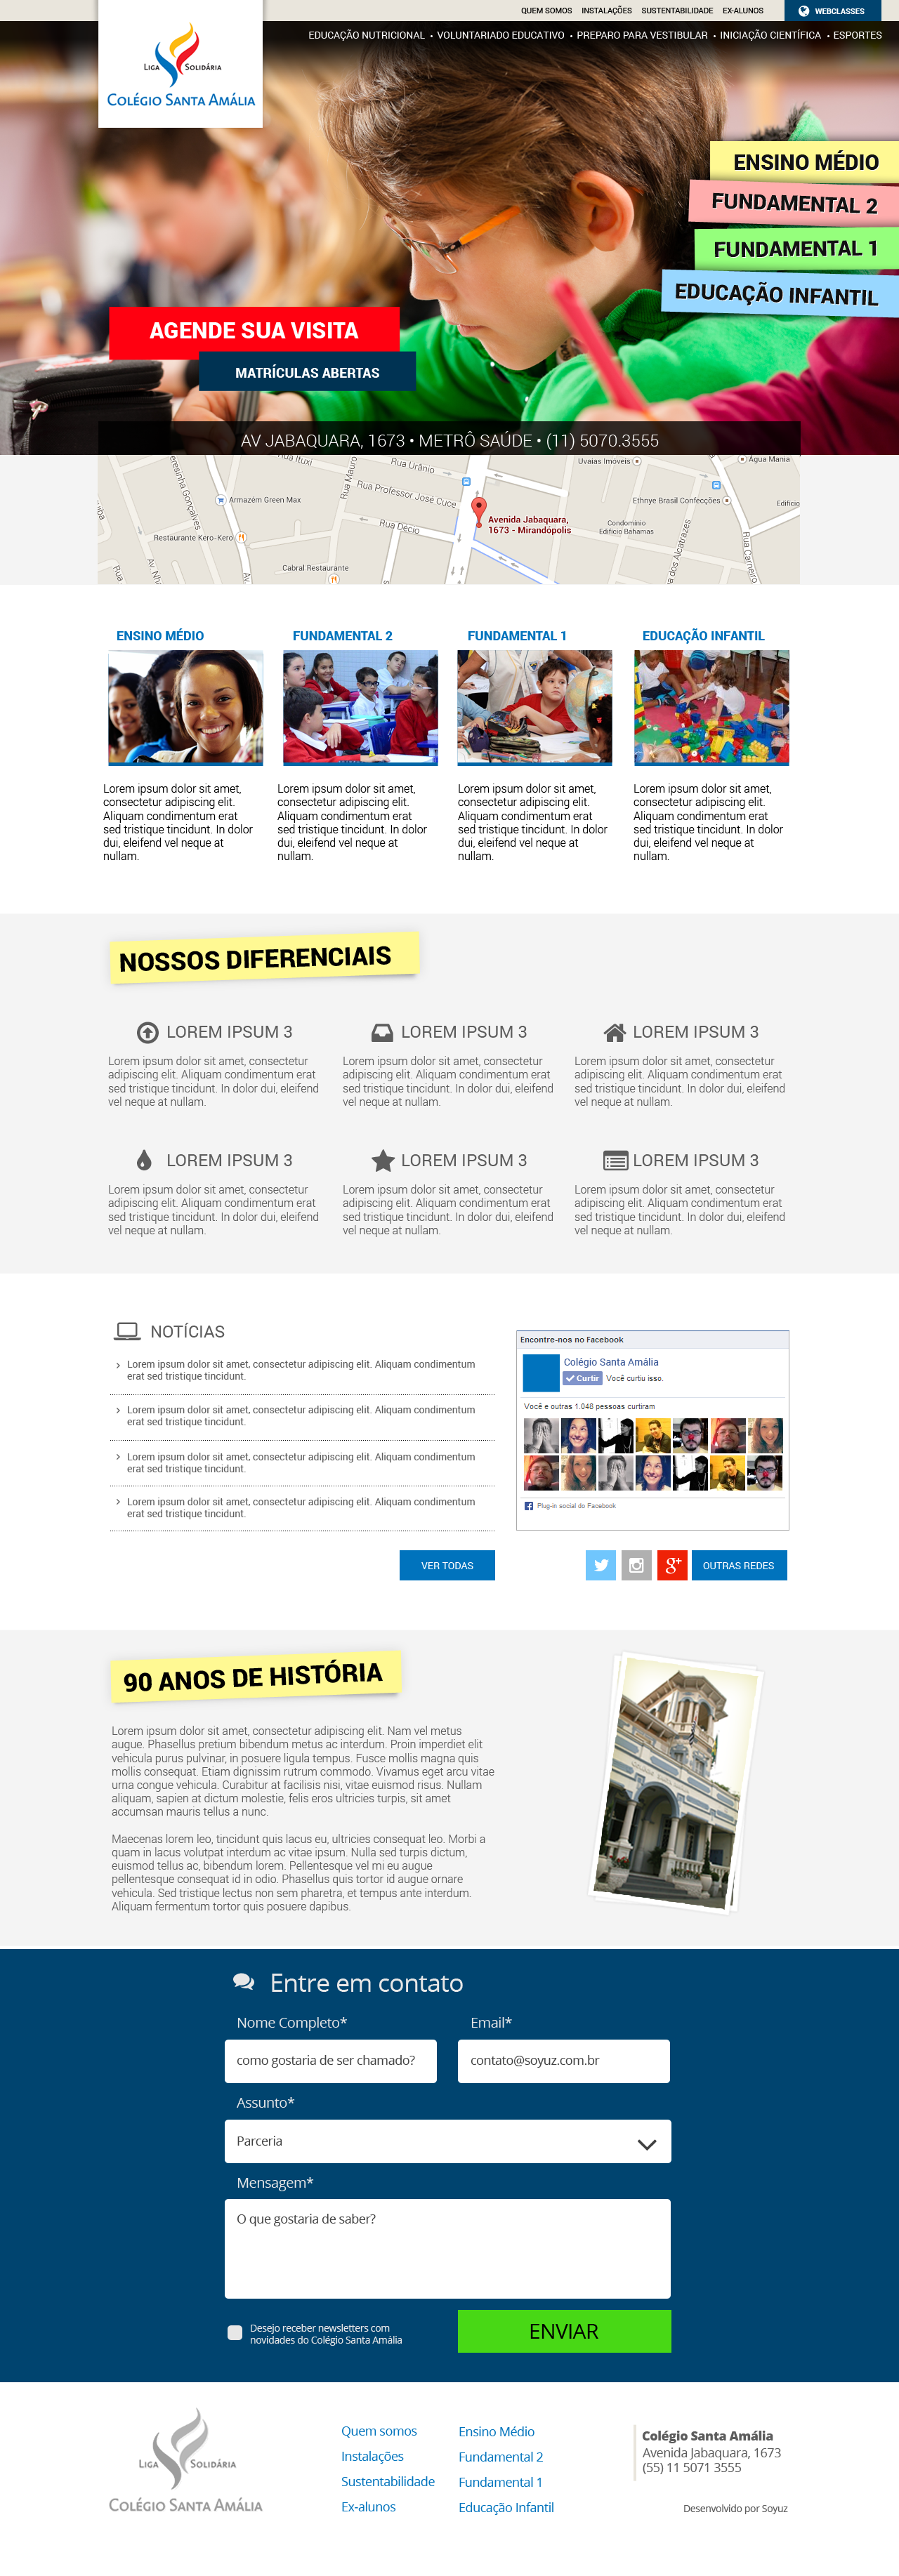 QUEM SOMOS INSTALAÇÕES SUSTENTABILIDADE EX-ALUNOS WEBCLASSES
EDUCAÇÃO NUTRICIONAL • VOLUNTARIADO EDUCATIVO • PREPARO PARA VESTIBULAR • INICIAÇÃO CIENTÍFICA • ESPORTES
LIGA SOLIDÁRIA
COLÉGIO SANTA AMÁLIA
ENSINO MÉDIO
FUNDAMENTAL 2
FUNDAMENTAL 1
EDUCAÇÃO INFANTIL
AGENDE SUA VISITA
MATRÍCULAS ABERTAS
AV JABAQUARA, 1673 • METRÔ SAÚDE • (11) 5070.3555
Rua Ituxi
Rua Urânio
Uvaias Imóveis
Água Mania
Rua Mauro
Rua Professor José Cuce
Armazém Green Max
Ethnye Brasil Confecções
Edifício
Avenida Jabaquara,
1673 - Mirandópolis
Rua Décio
Condomínio
Edifício Bahamas
Restaurante Kero-Kero
Cabral Restaurante
Rua Carneiro
ENSINO MÉDIO
FUNDAMENTAL 2
FUNDAMENTAL 1
EDUCAÇÃO INFANTIL
Lorem ipsum dolor sit amet,
consectetur adipiscing elit.
Aliquam condimentum erat
sed tristique tincidunt. In dolor
dui, eleifend vel neque at
nullam.
Lorem ipsum dolor sit amet,
consectetur adipiscing elit.
Aliquam condimentum erat
sed tristique tincidunt. In dolor
dui, eleifend vel neque at
nullam.
Lorem ipsum dolor sit amet,
consectetur adipiscing elit.
Aliquam condimentum erat
sed tristique tincidunt. In dolor
dui, eleifend vel neque at
nullam.
Lorem ipsum dolor sit amet,
consectetur adipiscing elit.
Aliquam condimentum erat
sed tristique tincidunt. In dolor
dui, eleifend vel neque at
nullam.
NOSSOS DIFERENCIAIS
LOREM IPSUM 3
Lorem ipsum dolor sit amet, consectetur
adipiscing elit. Aliquam condimentum erat
sed tristique tincidunt. In dolor dui, eleifend
vel neque at nullam.
LOREM IPSUM 3
Lorem ipsum dolor sit amet, consectetur
adipiscing elit. Aliquam condimentum erat
sed tristique tincidunt. In dolor dui, eleifend
vel neque at nullam.
LOREM IPSUM 3
Lorem ipsum dolor sit amet, consectetur
adipiscing elit. Aliquam condimentum erat
sed tristique tincidunt. In dolor dui, eleifend
vel neque at nullam.
LOREM IPSUM 3
Lorem ipsum dolor sit amet, consectetur
adipiscing elit. Aliquam condimentum erat
sed tristique tincidunt. In dolor dui, eleifend
vel neque at nullam.
LOREM IPSUM 3
Lorem ipsum dolor sit amet, consectetur
adipiscing elit. Aliquam condimentum erat
sed tristique tincidunt. In dolor dui, eleifend
vel neque at nullam.
LOREM IPSUM 3
Lorem ipsum dolor sit amet, consectetur
adipiscing elit. Aliquam condimentum erat
sed tristique tincidunt. In dolor dui, eleifend
vel neque at nullam.
NOTÍCIAS
Lorem ipsum dolor sit amet, consectetur adipiscing elit. Aliquam condimentum
erat sed tristique tincidunt.
Lorem ipsum dolor sit amet, consectetur adipiscing elit. Aliquam condimentum
erat sed tristique tincidunt.
Lorem ipsum dolor sit amet, consectetur adipiscing elit. Aliquam condimentum
erat sed tristique tincidunt.
Lorem ipsum dolor sit amet, consectetur adipiscing elit. Aliquam condimentum
erat sed tristique tincidunt.
VER TODAS
Encontre-nos no Facebook
Colégio Santa Amália
Curtir Você curtiu isso.
Você e outras 1.048 pessoas curtiram
Plug-in social do Facebook
OUTRAS REDES
90 ANOS DE HISTÓRIA
Lorem ipsum dolor sit amet, consectetur adipiscing elit. Nam vel metus
augue. Phasellus pretium bibendum metus ac interdum. Proin imperdiet elit
vehicula purus pulvinar, in posuere ligula tempus. Fusce mollis magna quis
mollis consequat. Etiam dignissim rutrum commodo. Vivamus eget arcu vitae
urna congue vehicula. Curabitur at facilisis nisi, vitae euismod risus. Nullam
aliquam, sapien at dictum molestie, felis eros ultricies turpis, sit amet
accumsan mauris tellus a nunc.
Maecenas lorem leo, tincidunt quis lacus eu, ultricies consequat leo. Morbi a
quam in lacus volutpat interdum ac vitae ipsum. Nulla sed turpis dictum,
euismod tellus ac, bibendum lorem. Pellentesque vel mi eu augue
pellentesque consequat id in odio. Phasellus quis tortor id augue ornare
vehicula. Sed tristique lectus non sem pharetra, et tempus ante interdum.
Aliquam fermentum tortor quis posuere dapibus.
Entre em contato
Nome Completo*
Email*
como gostaria de ser chamado?
contato@soyuz.com.br
Assunto*
Parceria
Mensagem*
O que gostaria de saber?
Desejo receber newsletters com
novidades do Colégio Santa Amália
ENVIAR
LIGA SOLIDÁRIA
COLÉGIO SANTA AMÁLIA
Quem somos
Instalações
Sustentabilidade
Ex-alunos
Ensino Médio
Fundamental 2
Fundamental 1
Educação Infantil
Colégio Santa Amália
Avenida Jabaquara, 1673
(55) 11 5071 3555
Desenvolvido por Soyuz